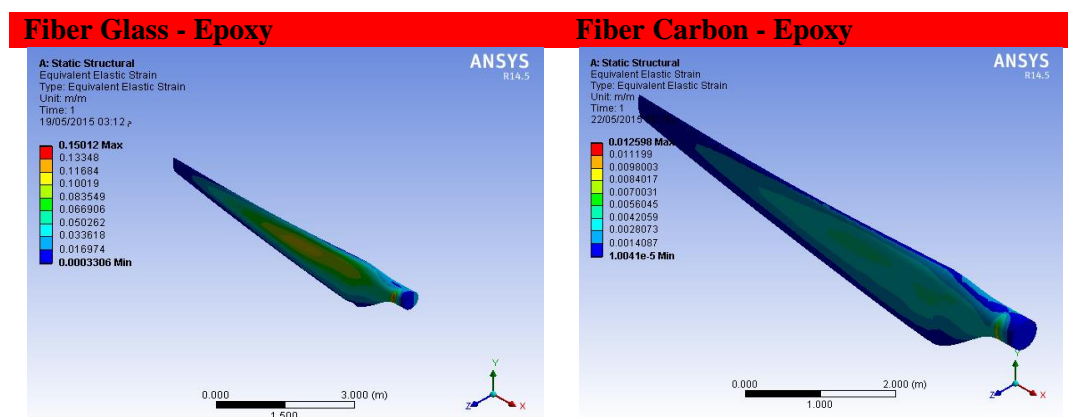 Fiber Glass - Epoxy
Fiber Carbon - Epoxy
A: Static Structural
Equivalent Elastic Strain
Type: Equivalent Elastic Strain
Unit: m/m
Time: 1
19/05/2015 03:12 م
ANSYS
R14.5
0.15012 Max
0.13348
0.11684
0.10019
0.083549
0.066906
0.050262
0.033618
0.016974
0.0003306 Min
0.000
3.000 (m)
1.500
Y
Z
X
A: Static Structural
Equivalent Elastic Strain
Type: Equivalent Elastic Strain
Unit: m/m
Time: 1
22/05/2015
ANSYS
R14.5
0.012598 Max
0.011199
0.0098003
0.0084017
0.0070031
0.0056045
0.0042059
0.0028073
0.0014087
1.0041e-5 Min
0.000
2.000 (m)
1.000
Y
Z
X